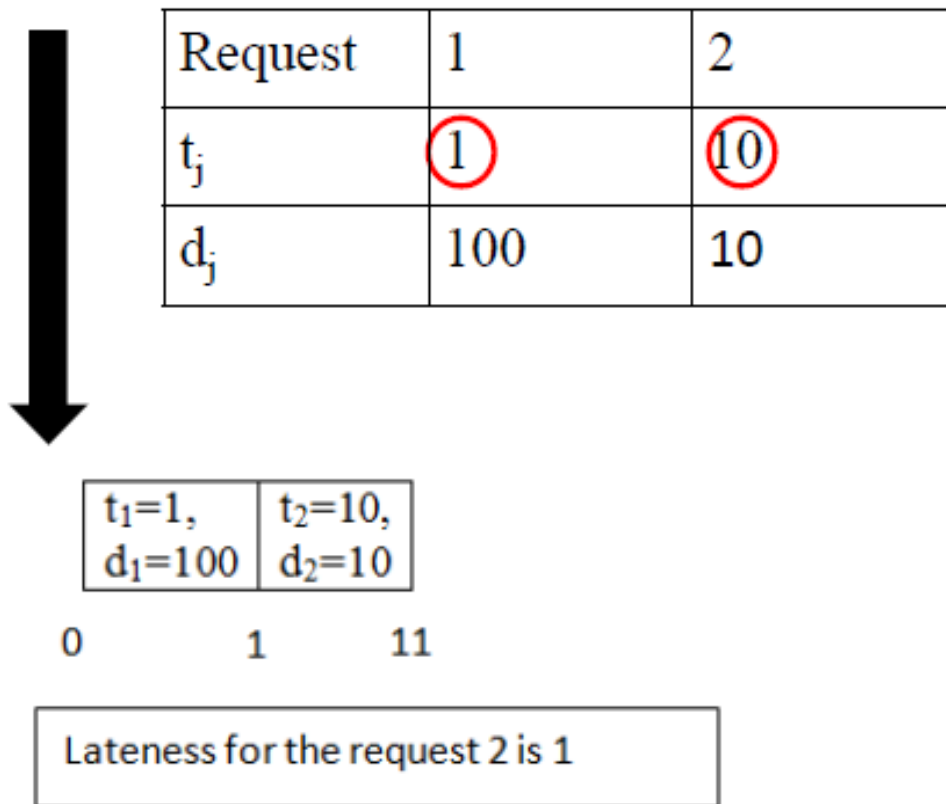 Request 1 2
tj 1 10
dj 100 10
t1=1, t2=10,
d1=100 d2=10
0 1 11
Lateness for the request 2 is 1